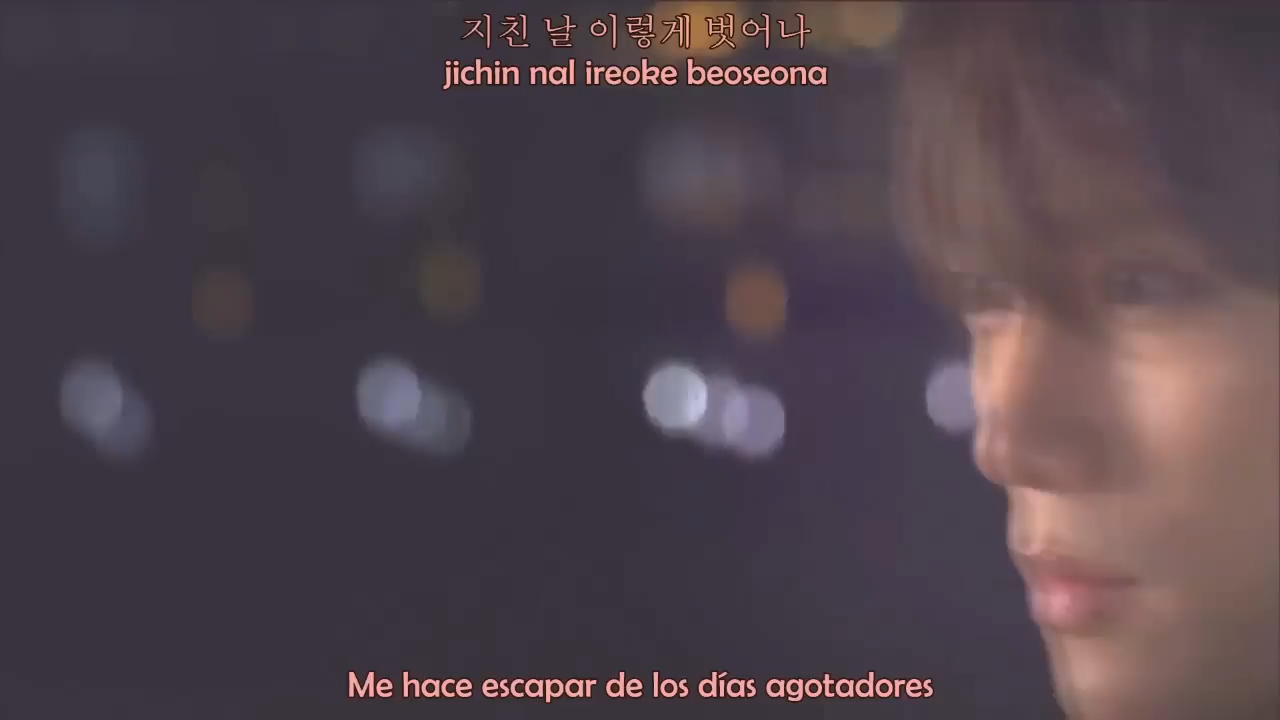 지친 날 이렇게 벗어나
jichin nal ireoke beoseona
Me hace escapar de los días agotadores